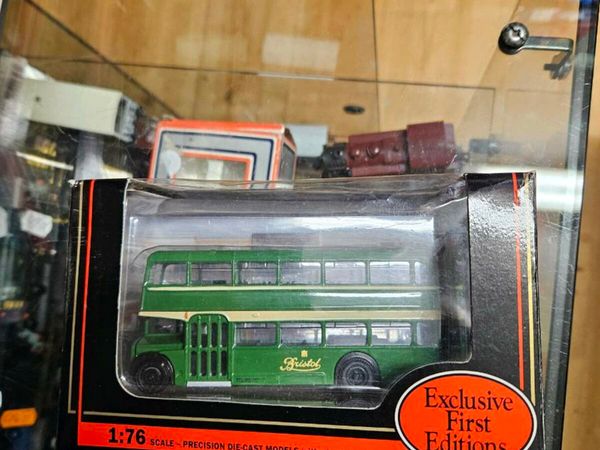 Bristol
Exclusive
First
Editions
1:76 SCALE ~ PRECISION DIE-CAST MODELS